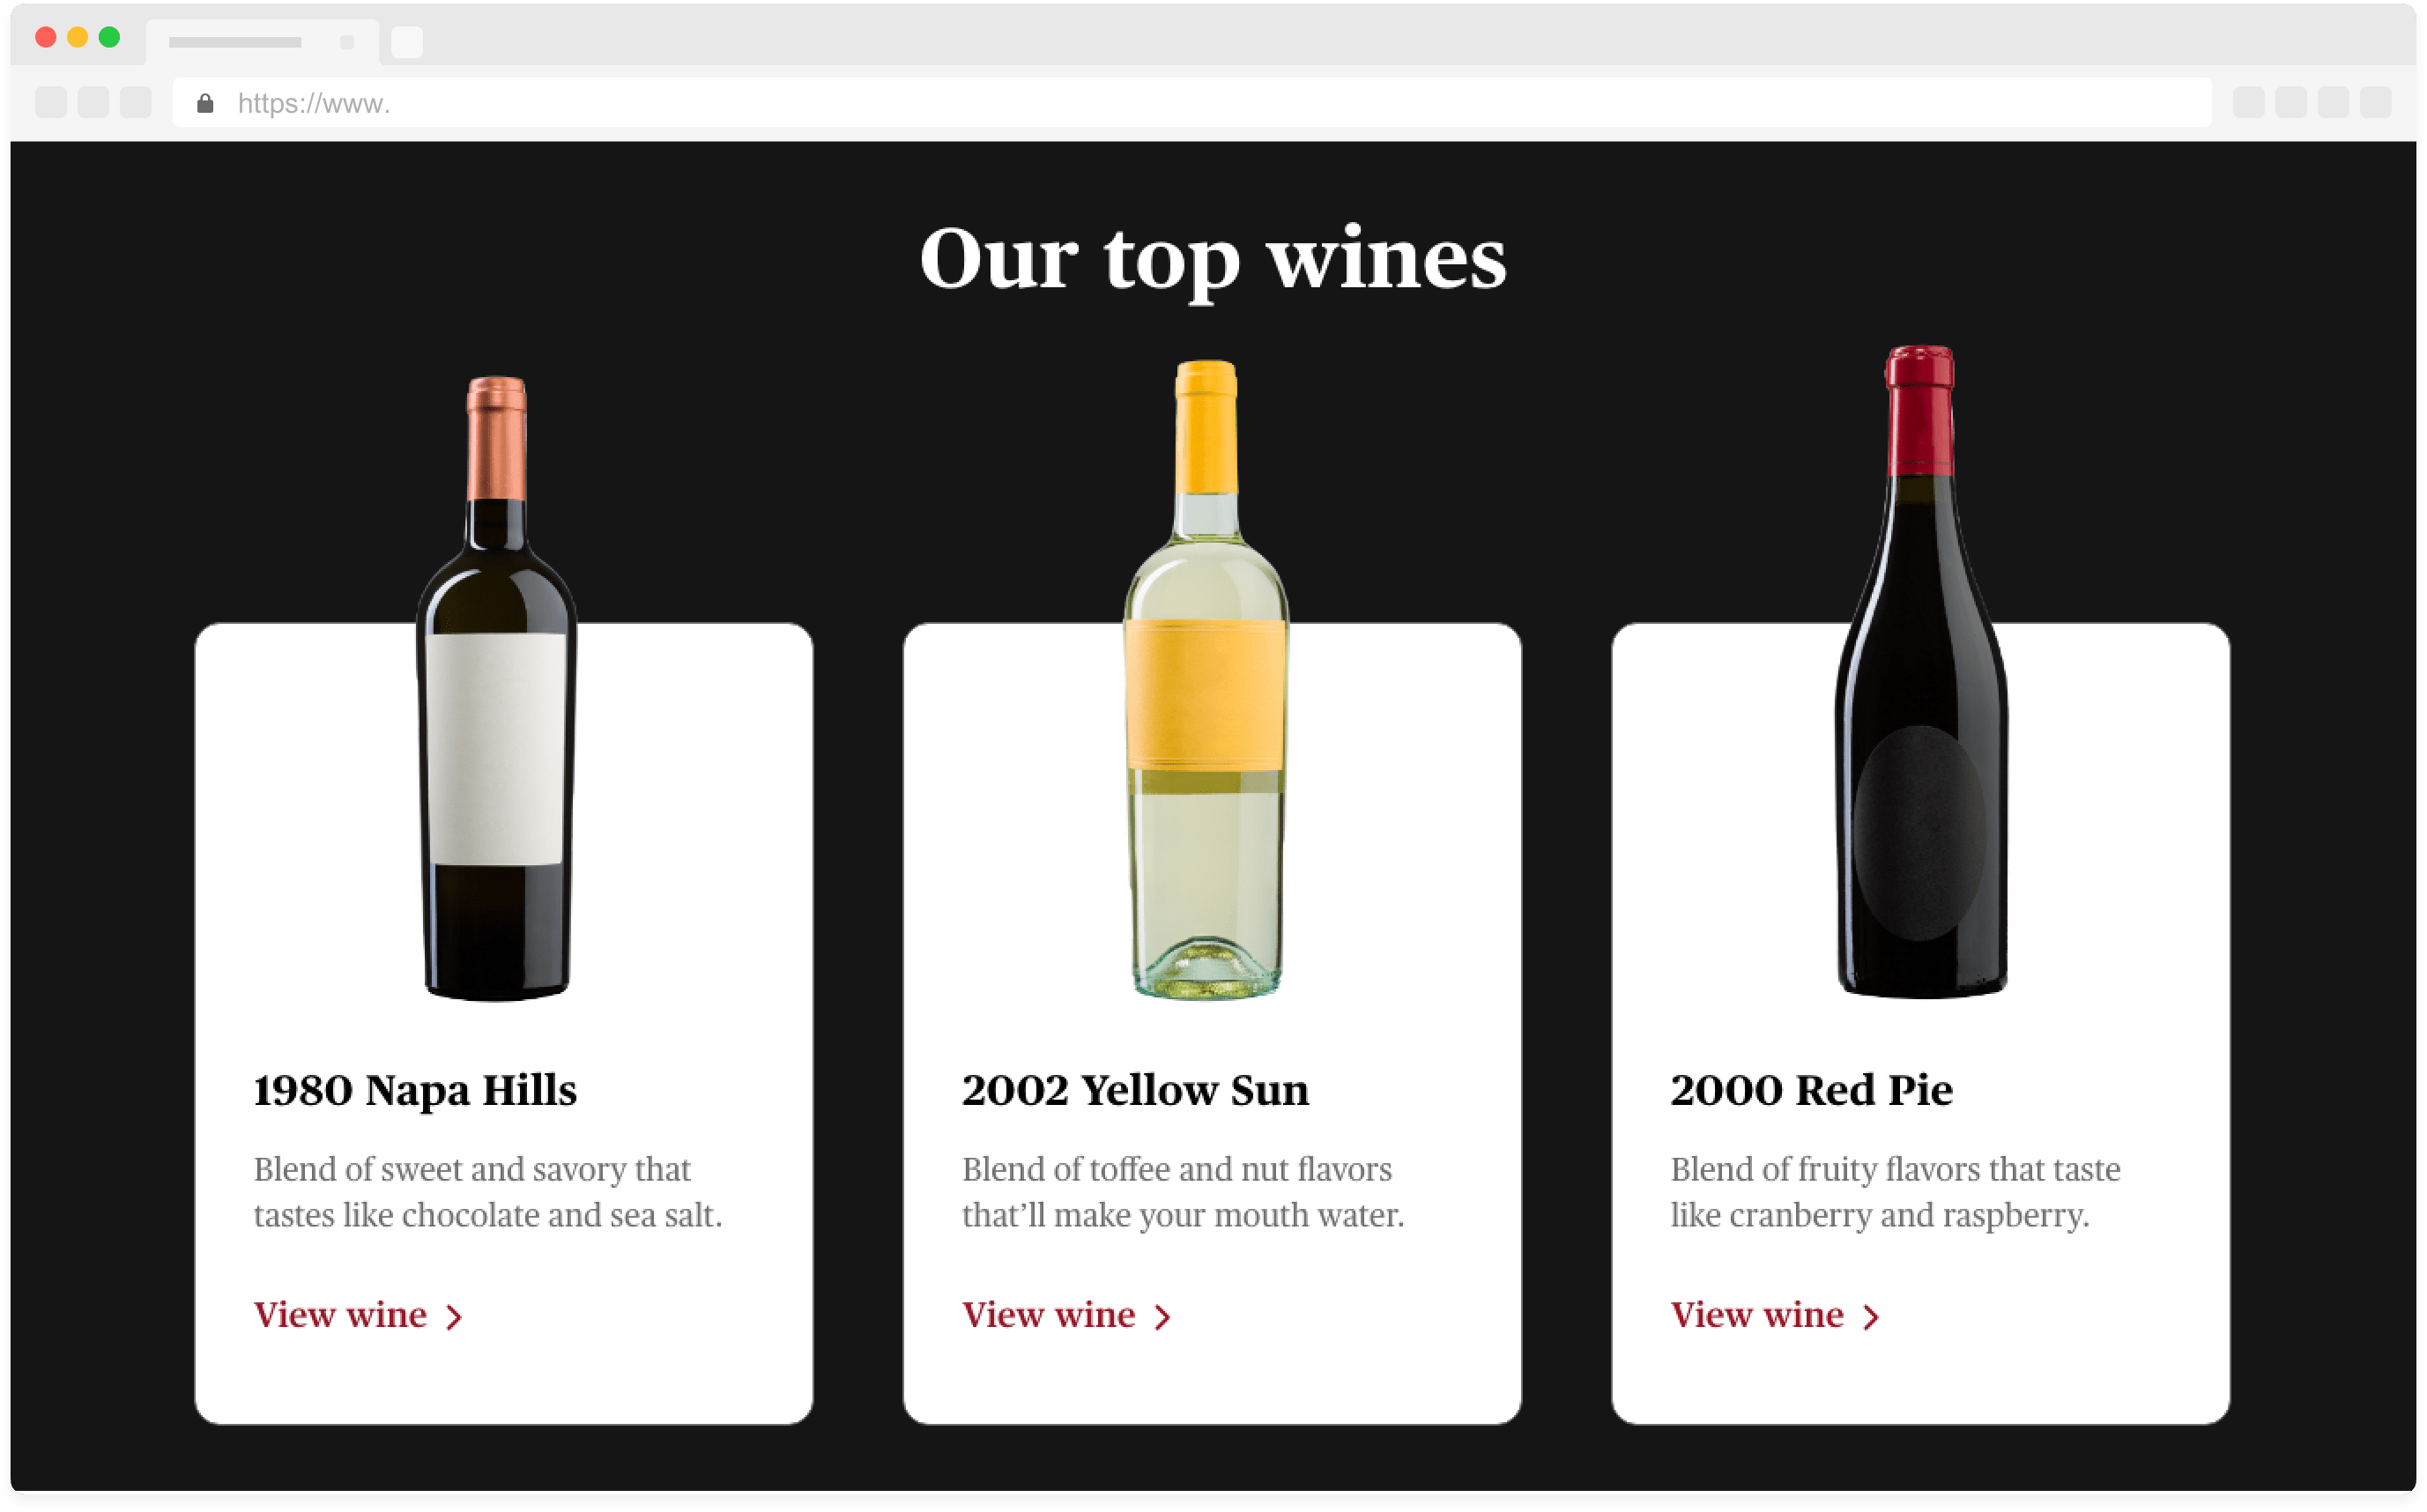 https://www.
Our top wines
1980 Napa Hills
Blend of sweet and savory that
tastes like chocolate and sea salt.
View wine
2002 Yellow Sun
Blend of toffee and nut flavors
that’ll make your mouth water.
View wine
2000 Red Pie
Blend of fruity flavors that taste
like cranberry and raspberry.
View wine